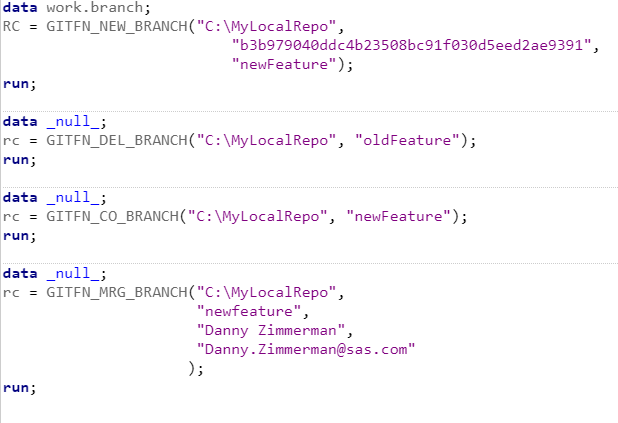 data work.branch;
RC = GITFN_NEW_BRANCH("C:\MyLocalRepo",
"b3b979040ddc4b23508bc91f030d5eed2ae9391",
"newFeature");
run;
data _null_;
rc = GITFN_DEL_BRANCH("C:\MyLocalRepo", "oldFeature");
run;
data _null_;
rc = GITFN_CO_BRANCH("C:\MyLocalRepo", "newFeature");
run;
data _null_;
rc = GITFN_MRG_BRANCH("C:\MyLocalRepo",
"newfeature",
"Danny Zimmerman",
"Danny.Zimmerman@sas.com"
);
run;